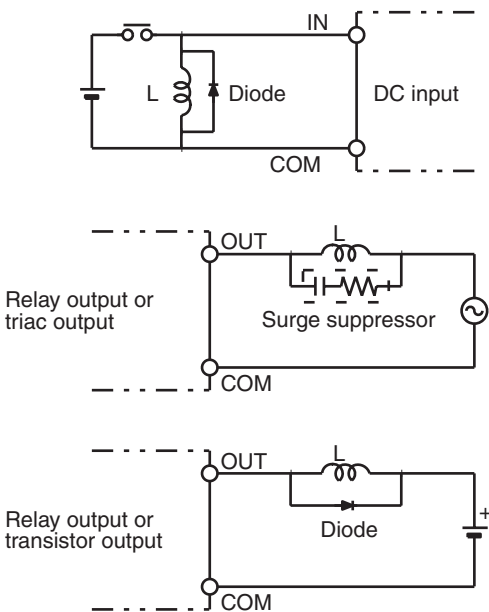 IN
L
Diode
DC input
COM
OUT
L
Relay output or
triac output
Surge suppressor
COM
OUT
L
+
Relay output or
transistor output
Diode
COM